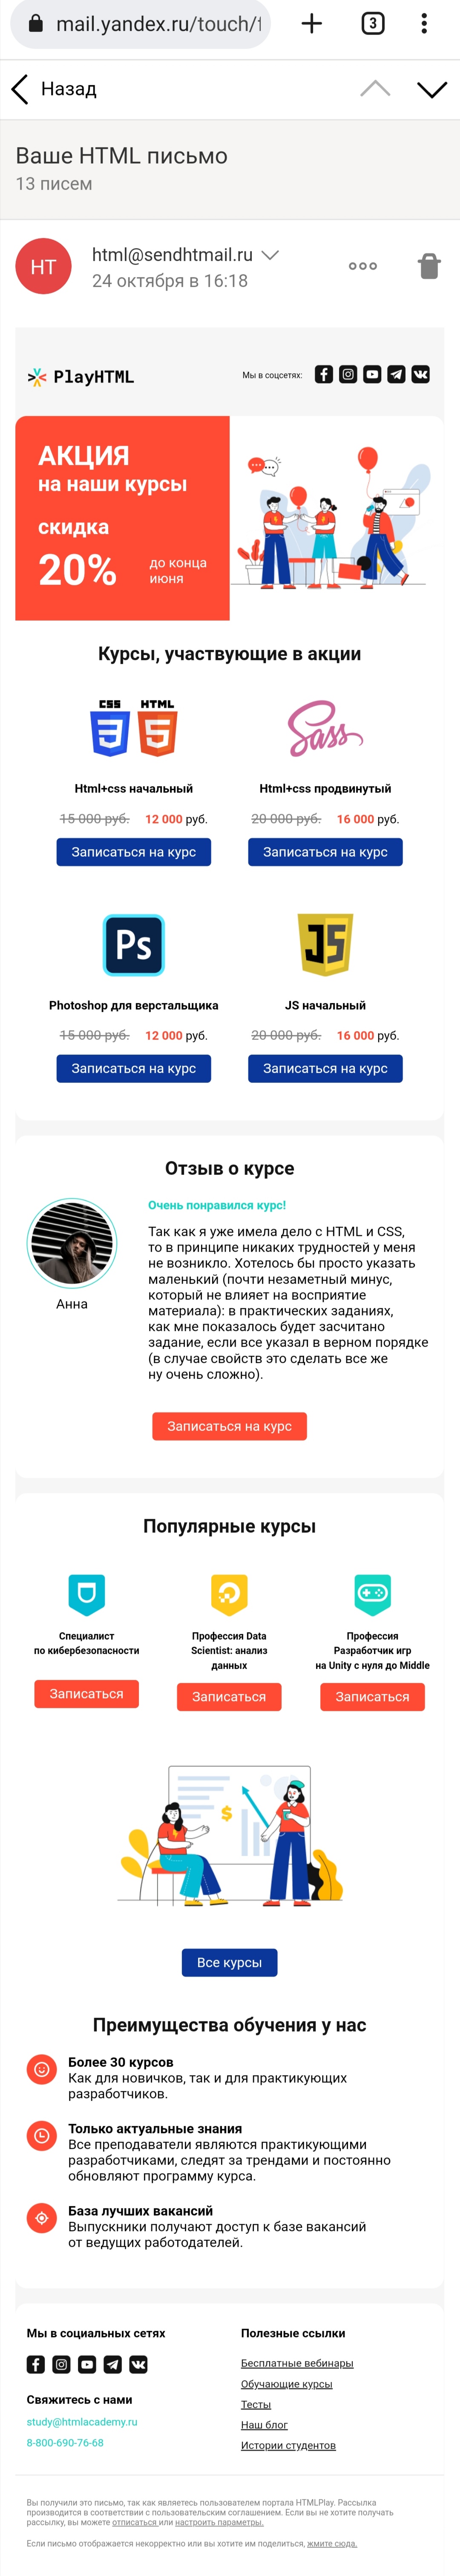 mail.yandex.ru/touch/f
3
Назад
Ваше HTML письмо
13 писем
HT
html@sendhtmail.ru
24 октября в 16:18
PlayHTML
Мы в соцсетях:
АКЦИЯ
на наши курсы
скидка
20%
до конца
июня
Курсы, участвующие в акции
CSS HTML
Sass
Html+css начальный
Html+css продвинутый
15 000 руб. 12 000 руб.
20 000 руб. 16 000 руб.
Записаться на курс
Записаться на курс
Ps
JS
Photoshop для верстальщика
JS начальный
15 000 руб. 12 000 руб.
20 000 руб. 16 000 руб.
Записаться на курс
Записаться на курс
Отзыв о курсе
Очень понравился курс!
Так как я уже имела дело с HTML и CSS,
то в принципе никаких трудностей у меня
не возникло. Хотелось бы просто указать
маленький (почти незаметный минус,
который не влияет на восприятие
материала): в практических заданиях,
как мне показалось будет засчитано
задание, если все указал в верном порядке
(в случае свойств это сделать все же
ну очень сложно).
Анна
Записаться на курс
Популярные курсы
Специалист
по кибербезопасности
Профессия Data
Scientist: анализ
данных
Профессия
Разработчик игр
на Unity с нуля до Middle
Записаться
Записаться
Записаться
$
Все курсы
Преимущества обучения у нас
Более 30 курсов
Как для новичков, так и для практикующих
разработчиков.
Только актуальные знания
Все преподаватели являются практикующими
разработчиками, следят за трендами и постоянно
обновляют программу курса.
База лучших вакансий
Выпускники получают доступ к базе вакансий
от ведущих работодателей.
Мы в социальных сетях
Свяжитесь с нами
study@htmlacademy.ru
8-800-690-76-68
Полезные ссылки
Бесплатные вебинары
Обучающие курсы
Тесты
Наш блог
Истории студентов
Вы получили это письмо, так как являетесь пользователем портала HTMLPlay. Рассылка
производится в соответствии с пользовательским соглашением. Если вы не хотите получать
рассылку, вы можете отписаться или настроить параметры.
Если письмо отображается некорректно или вы хотите им поделиться, жмите сюда.